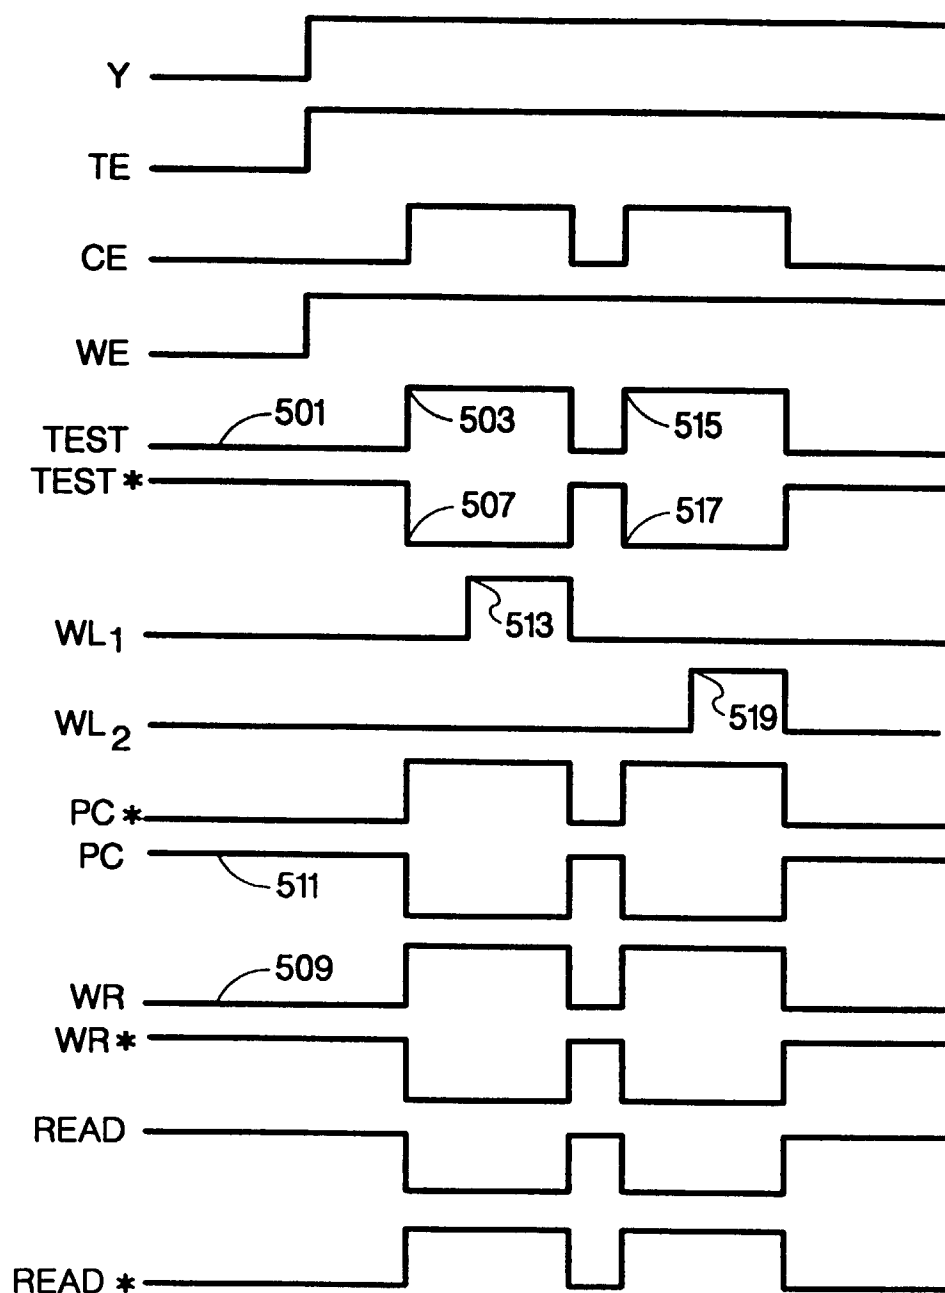 Y
TE
CE
WE
TEST 501 503 515
TEST * 507 517
WL1 513
WL2 519
PC *
PC 511
WR 509
WR *
READ
READ *